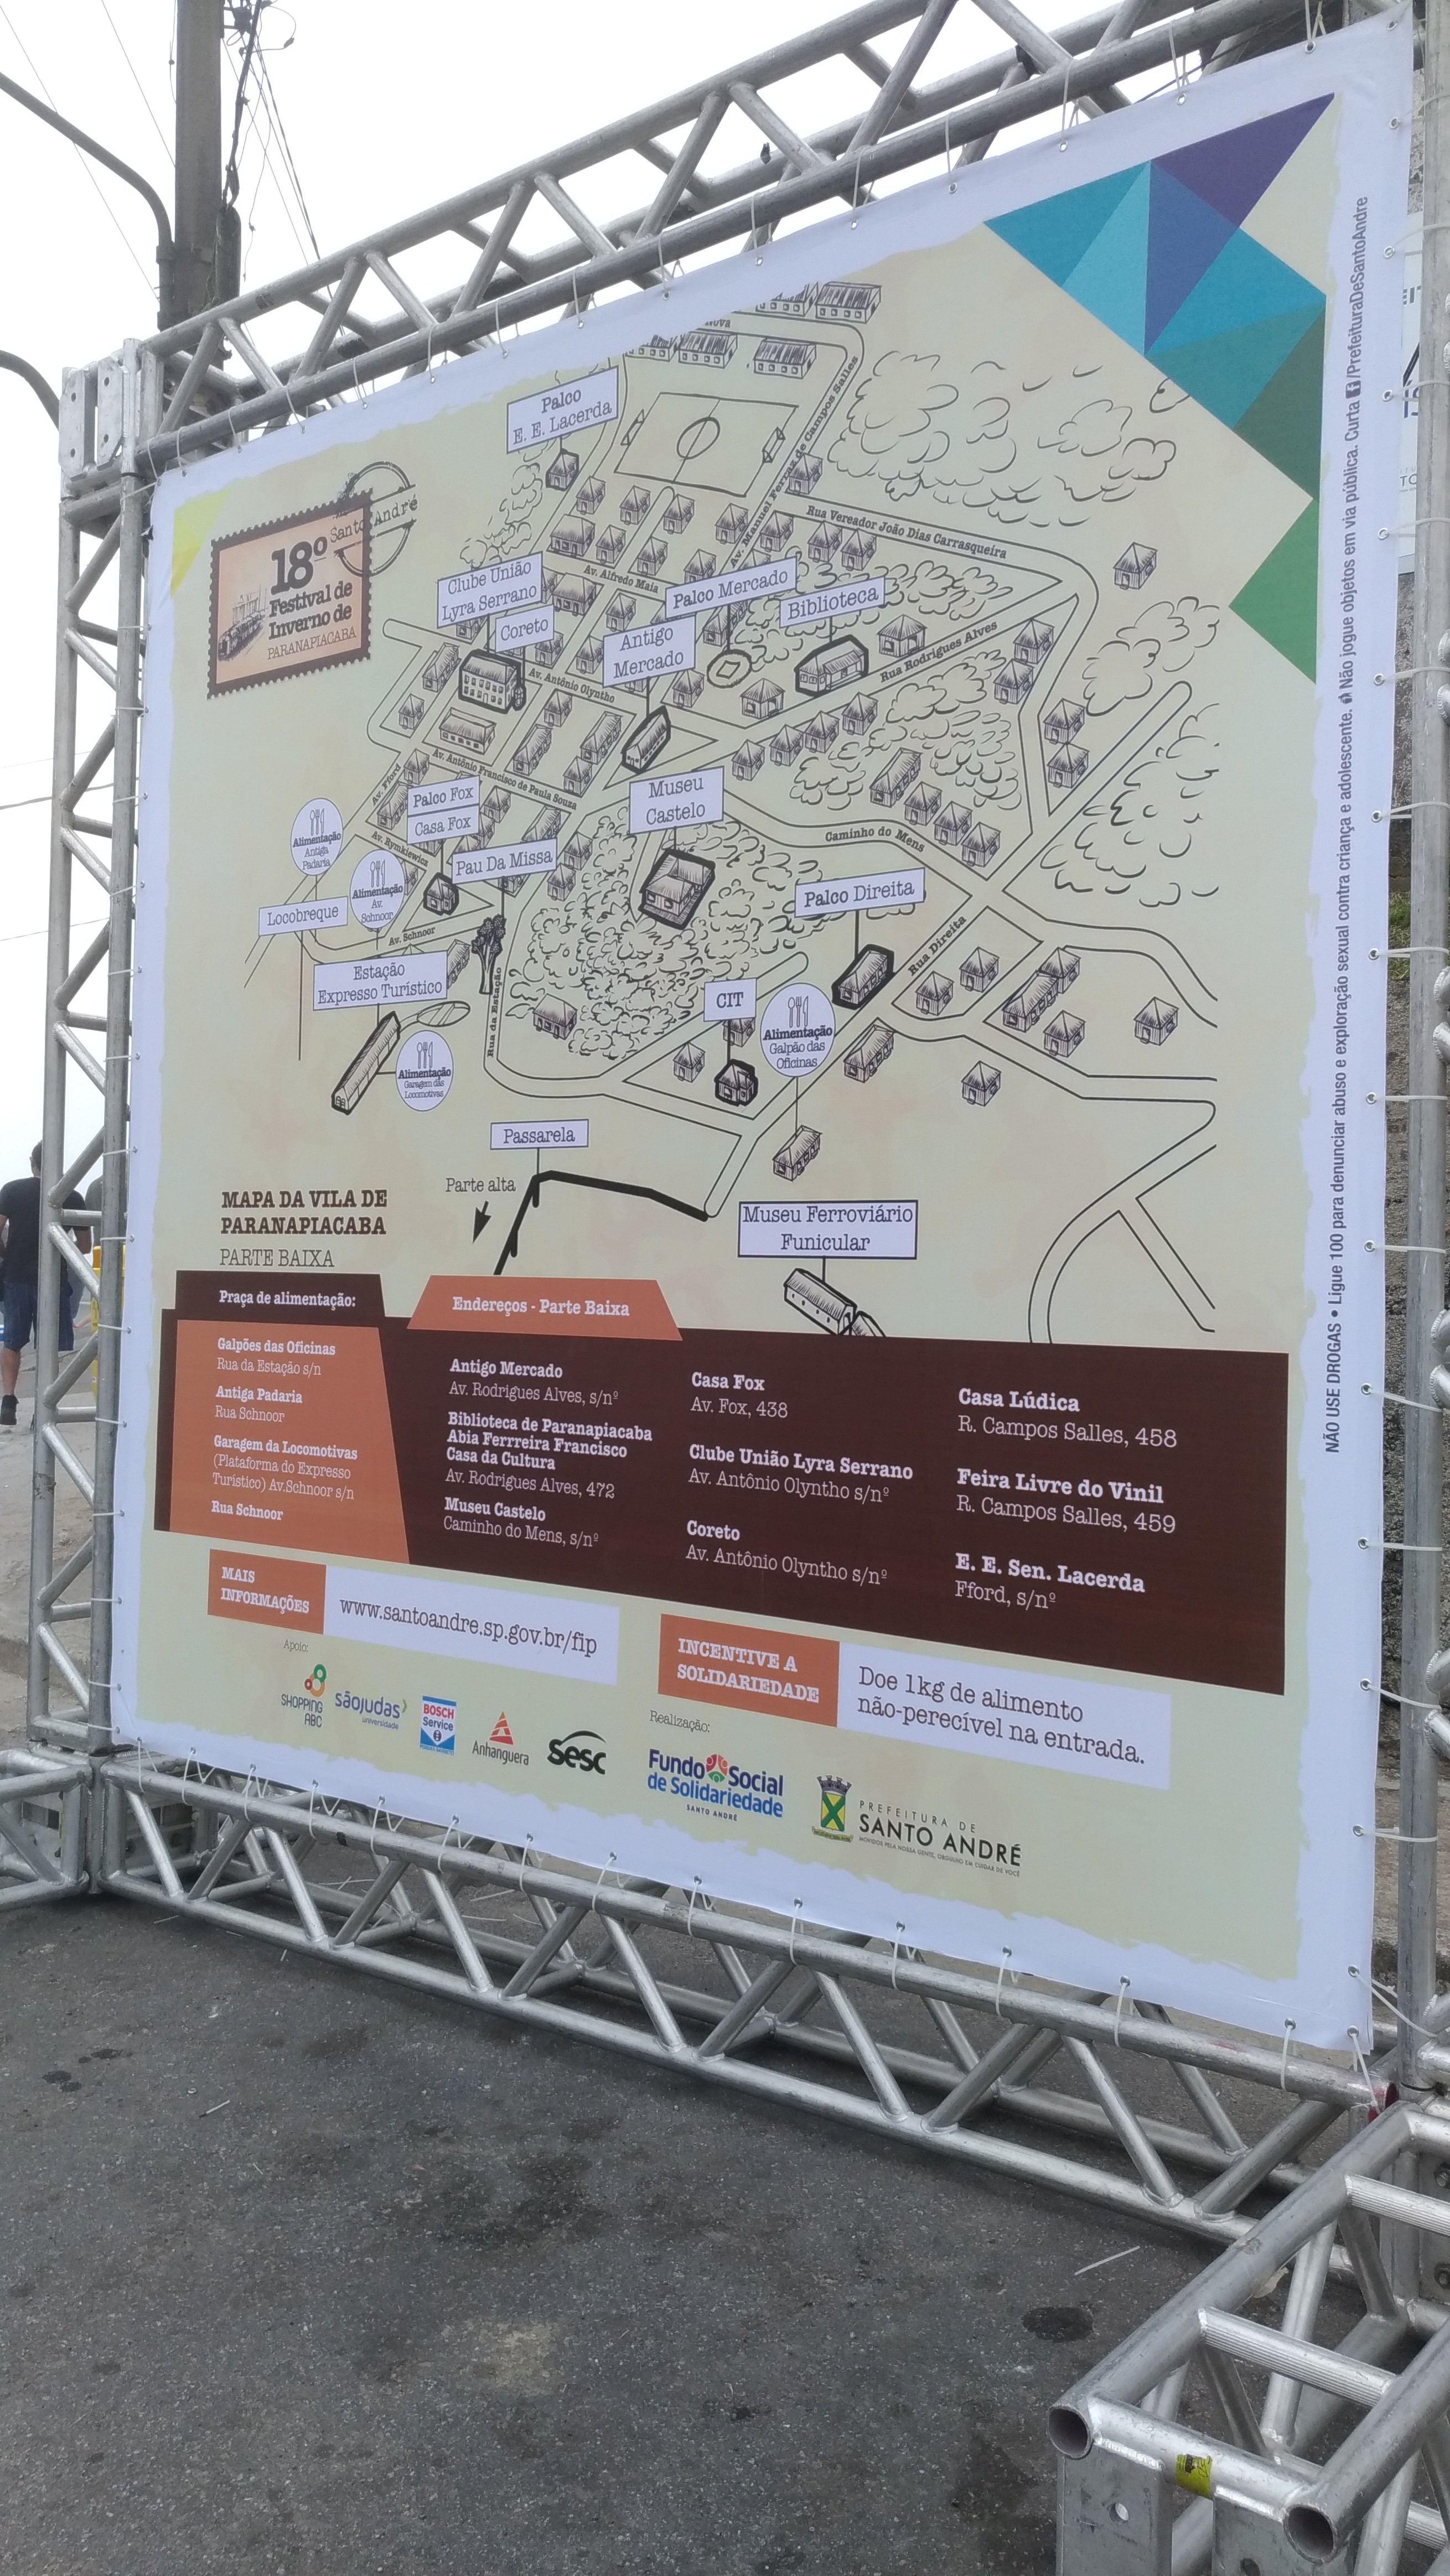 Palco
E. E. Lacerda
Av. Manuel Ferraz de Campos Salles
Santo André
18º
Festival de
Inverno de
PARANAPIACABA
Rua Vereador João Dias Carrasqueira
Clube União
Lyra Serrano
Av. Alfredo Maia
Palco Mercado
Biblioteca
Coreto
Antigo
Mercado
Rua Rodrigues Alves
Av. Antônio Olyntho
Av. Antônio Francisco de Paula Souza
Av. Fford
Palco Fox
Casa Fox
Museu
Castelo
Caminho do Mens
Alimentação
Antiga
Padaria
Av. Rymkiewicz
Pau Da Missa
Alimentação
Av.
Schnoor
Palco Direita
Locobreque
Av. Schnoor
Rua Direita
Estação
Expresso Turístico
CIT
Rua da Estação
Alimentação
Galpão das
Oficinas
Alimentação
Garagem das
Locomotivas
Passarela
Parte alta
Museu Ferroviário
Funicular
MAPA DA VILA DE
PARANAPIACABA
PARTE BAIXA
Praça de alimentação:
Galpões das Oficinas
Rua da Estação s/n
Antiga Padaria
Rua Schnoor
Garagem da Locomotivas
(Plataforma do Expresso
Turístico) Av.Schnoor s/n
Rua Schnoor
Endereços - Parte Baixa
Antigo Mercado
Av. Rodrigues Alves, s/nº
Biblioteca de Paranapiacaba
Abia Ferrreira Francisco
Casa da Cultura
Av. Rodrigues Alves, 472
Museu Castelo
Caminho do Mens, s/nº
Casa Fox
Av. Fox, 438
Clube União Lyra Serrano
Av. Antônio Olyntho s/nº
Coreto
Av. Antônio Olyntho s/nº
Casa Lúdica
R. Campos Salles, 458
Feira Livre do Vinil
R. Campos Salles, 459
E. E. Sen. Lacerda
Fford, s/nº
MAIS
INFORMAÇÕES
www.santoandre.sp.gov.br/fip
INCENTIVE A
SOLIDARIEDADE
Doe 1kg de alimento
não-perecível na entrada.
Apoio:
SHOPPING
ABC
sãojudas
universidade
BOSCH
Service
Anhanguera
Sesc
Realização:
Fundo Social
de Solidariedade
SANTO ANDRÉ
PREFEITURA DE
SANTO ANDRÉ
MOVIDOS PELA NOSSA GENTE, ORGULHO EM CUIDAR DE VOCÊ
NÃO USE DROGAS • Ligue 100 para denunciar abuso e exploração sexual contra criança e adolescente. Não jogue objetos em via pública. Curta f/PrefeituraDeSantoAndre